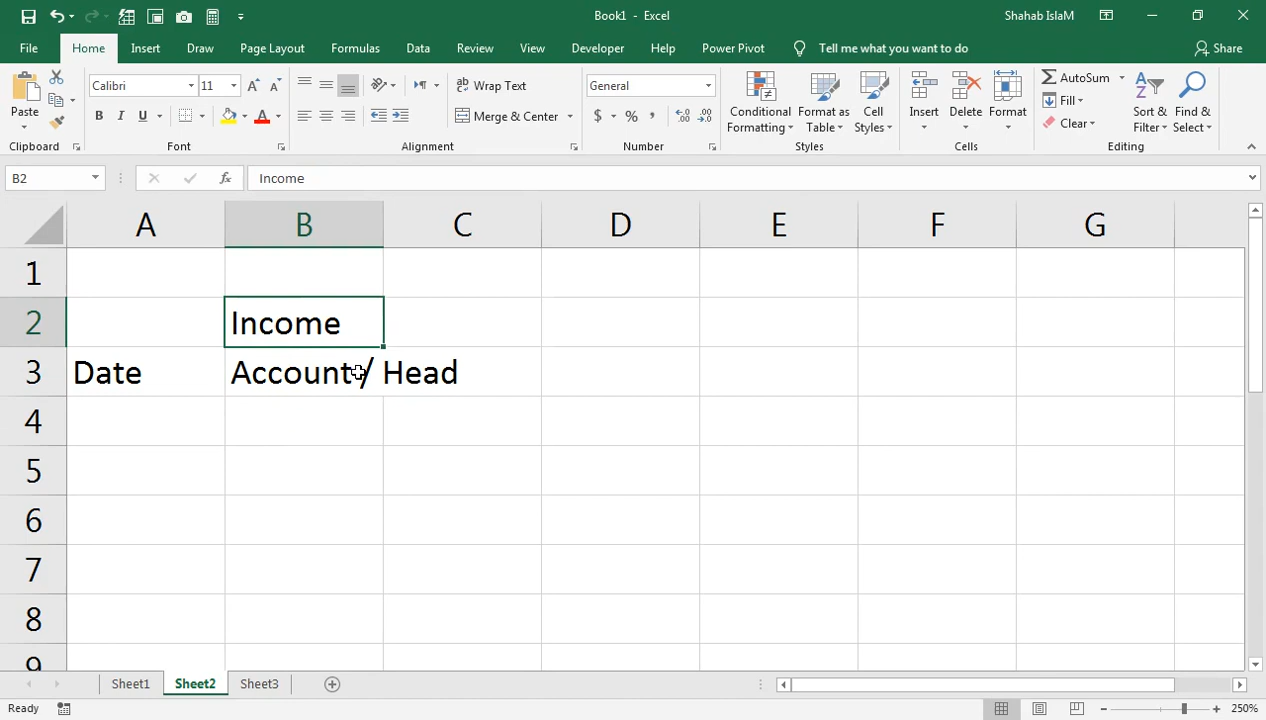 Book1 - Excel
Shahab IslaM
File Home Insert Draw Page Layout Formulas Data Review View Developer Help Power Pivot Tell me what you want to do Share
Calibri 11 Wrap Text General AutoSum
Fill
Paste B I U Merge & Center $ % , Conditional Formatting Format as Table Cell Styles Insert Delete Format Clear Sort & Filter Find & Select
Clipboard Font Alignment Number Styles Cells Editing
B2 fx Income
A B C D E F G
1
2 Income
3 Date Account / Head
4
5
6
7
8
9
Sheet1 Sheet2 Sheet3
Ready 250%